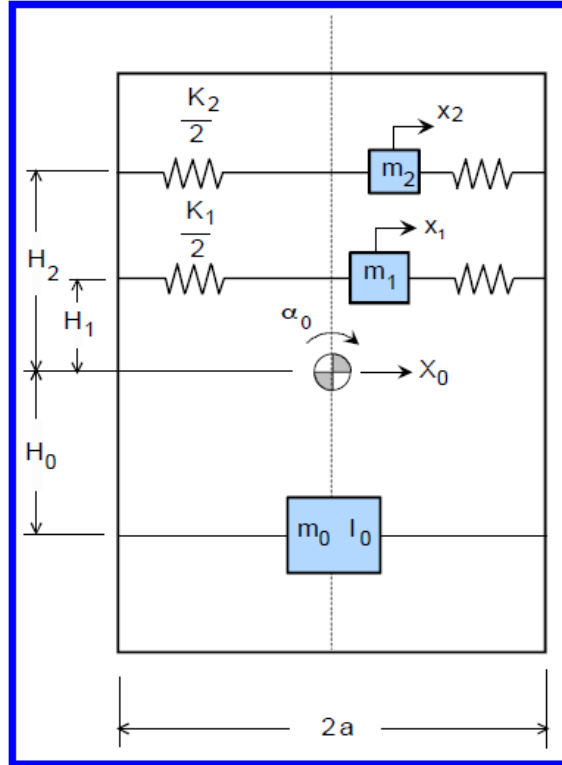 K₂
2
x₂
m₂
K₁
2
x₁
m₁
H₂
H₁
α₀
X₀
H₀
m₀ I₀
2a